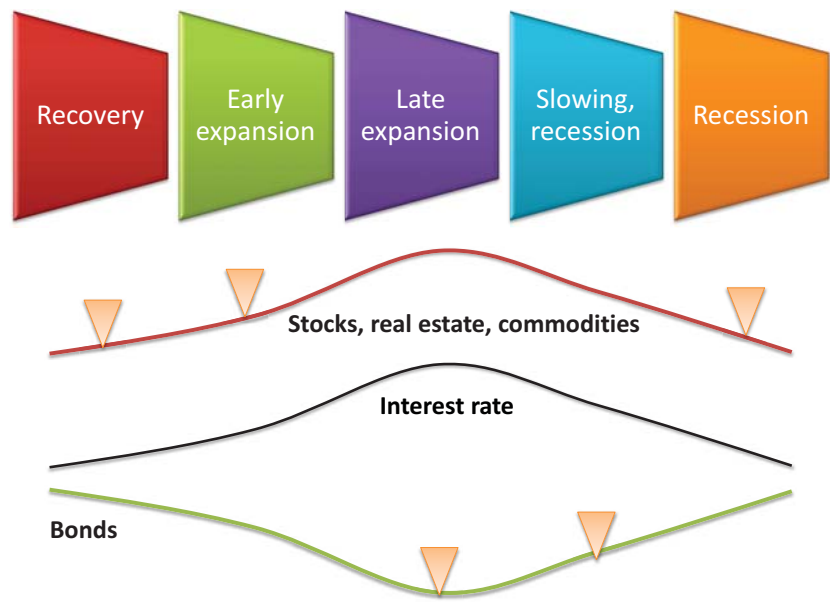 Recovery
Early
expansion
Late
expansion
Slowing,
recession
Recession
Stocks, real estate, commodities
Interest rate
Bonds